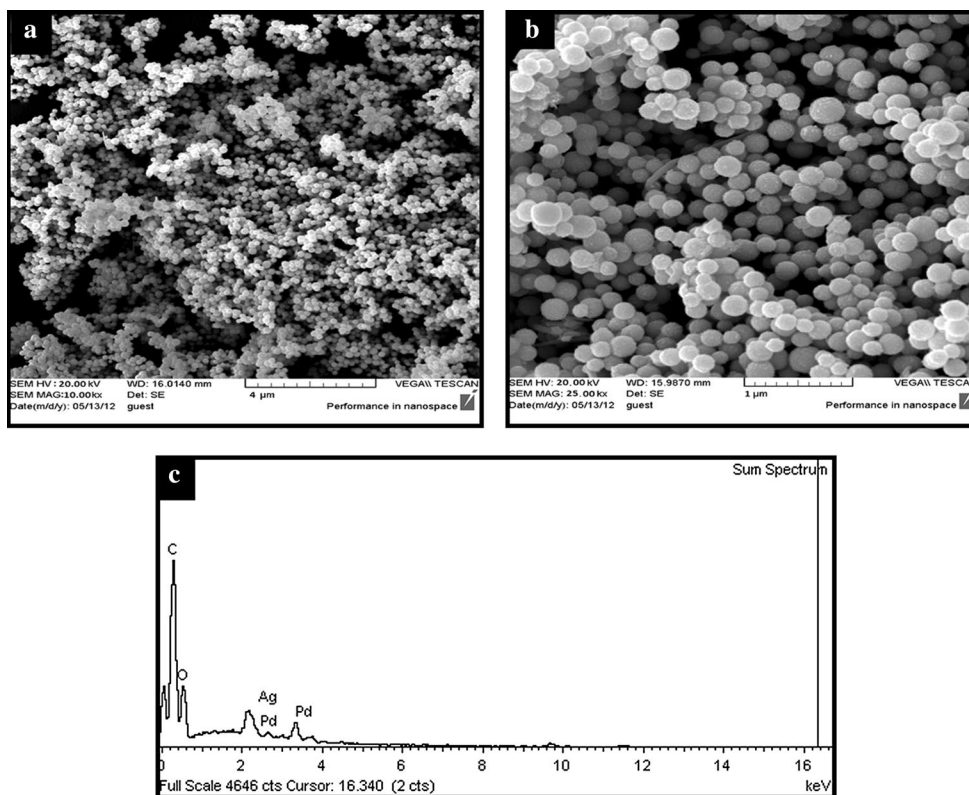 a
SEM HV: 20.00 kV WD: 16.0140 mm VEGA\\ TESCAN
SEM MAG:10.00 kx Det: SE 4 µm
Date(m/d/y): 05/13/12 guest Performance in nanospace
b
SEM HV: 20.00 kV WD: 15.9870 mm VEGA\\ TESCA
SEM MAG: 25.00 kx Det: SE 1 µm
Date(m/d/y): 05/13/12 guest Performance in nanospace
c
Sum Spectrum
C
O
Ag
Pd
Pd
0 2 4 6 8 10 12 14 16
Full Scale 4646 cts Cursor: 16.340 (2 cts) keV